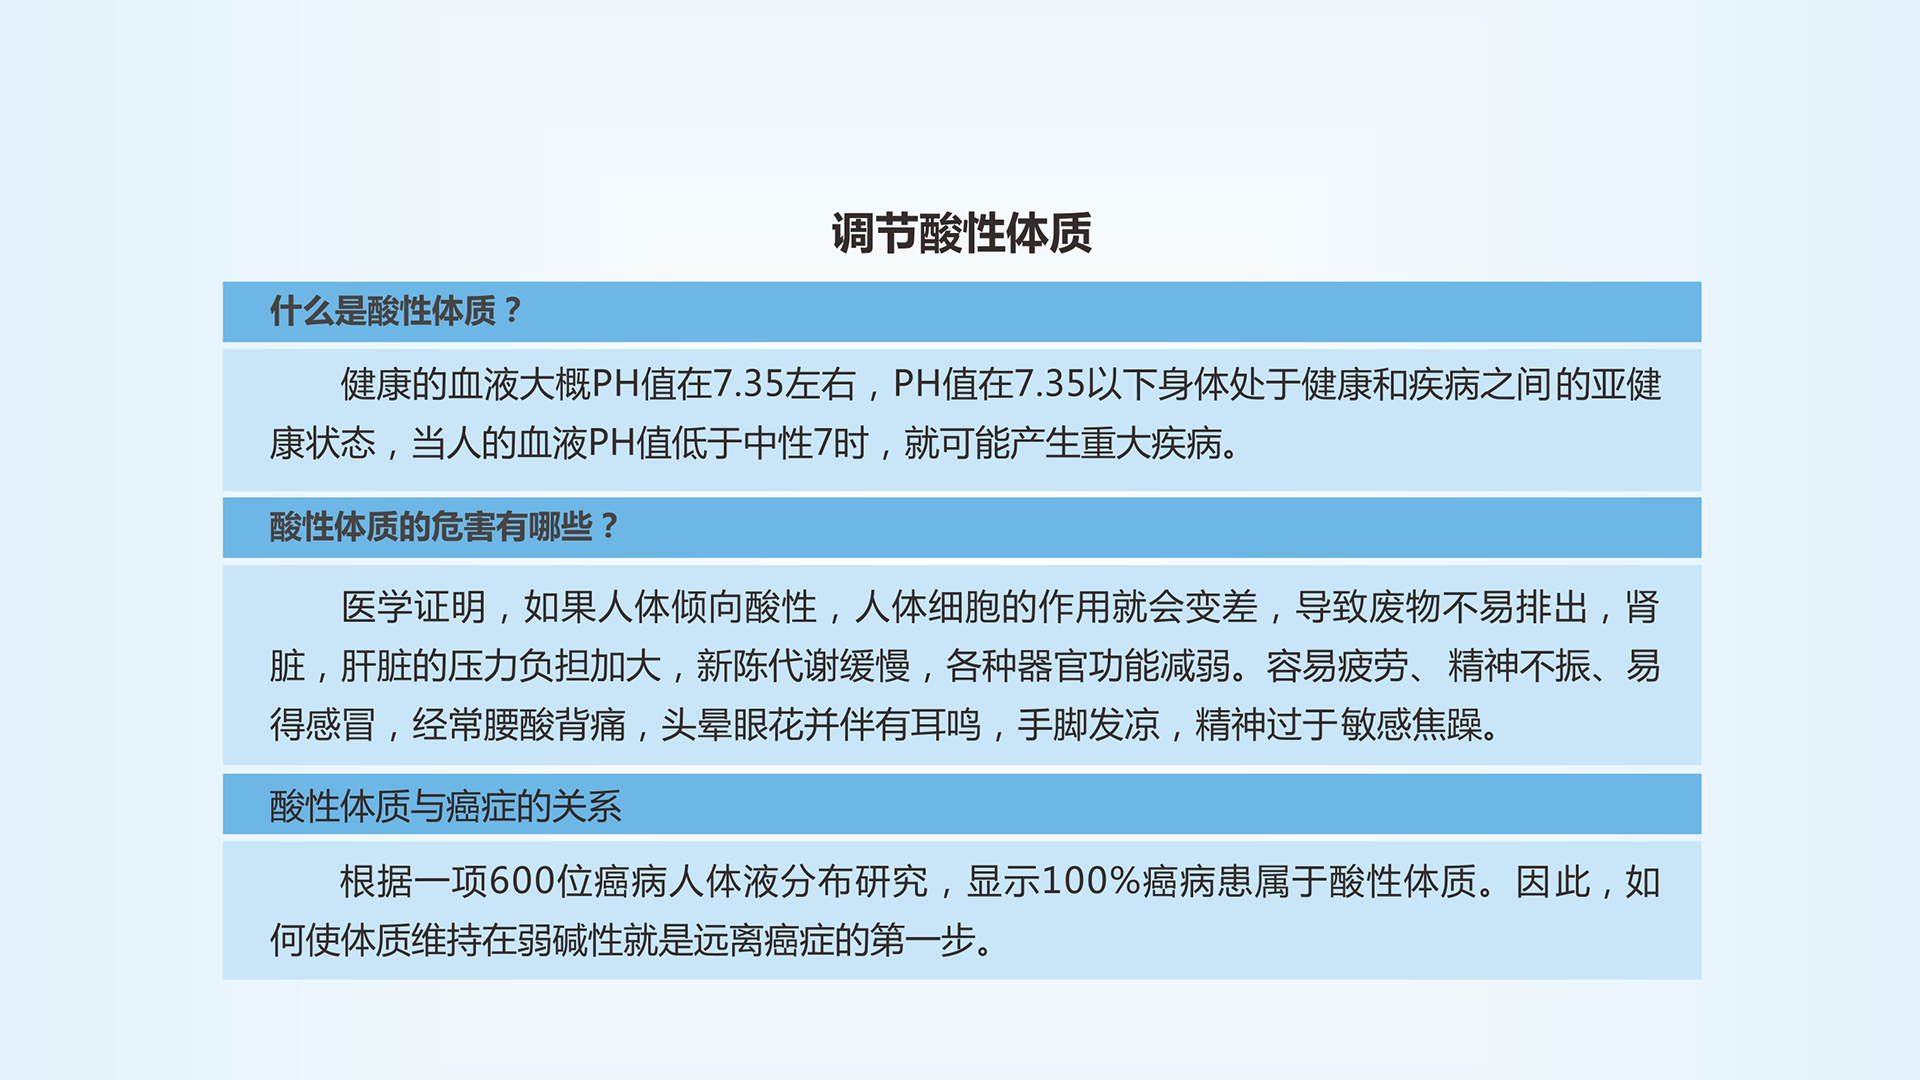 调节酸性体质
什么是酸性体质？
健康的血液大概PH值在7.35左右，PH值在7.35以下身体处于健康和疾病之间的亚健
康状态，当人的血液PH值低于中性7时，就可能产生重大疾病。
酸性体质的危害有哪些？
医学证明，如果人体倾向酸性，人体细胞的作用就会变差，导致废物不易排出，肾
脏，肝脏的压力负担加大，新陈代谢缓慢，各种器官功能减弱。容易疲劳、精神不振、易
得感冒，经常腰酸背痛，头晕眼花并伴有耳鸣，手脚发凉，精神过于敏感焦躁。
酸性体质与癌症的关系
根据一项600位癌病人体液分布研究，显示100%癌病患属于酸性体质。因此，如
何使体质维持在弱碱性就是远离癌症的第一步。